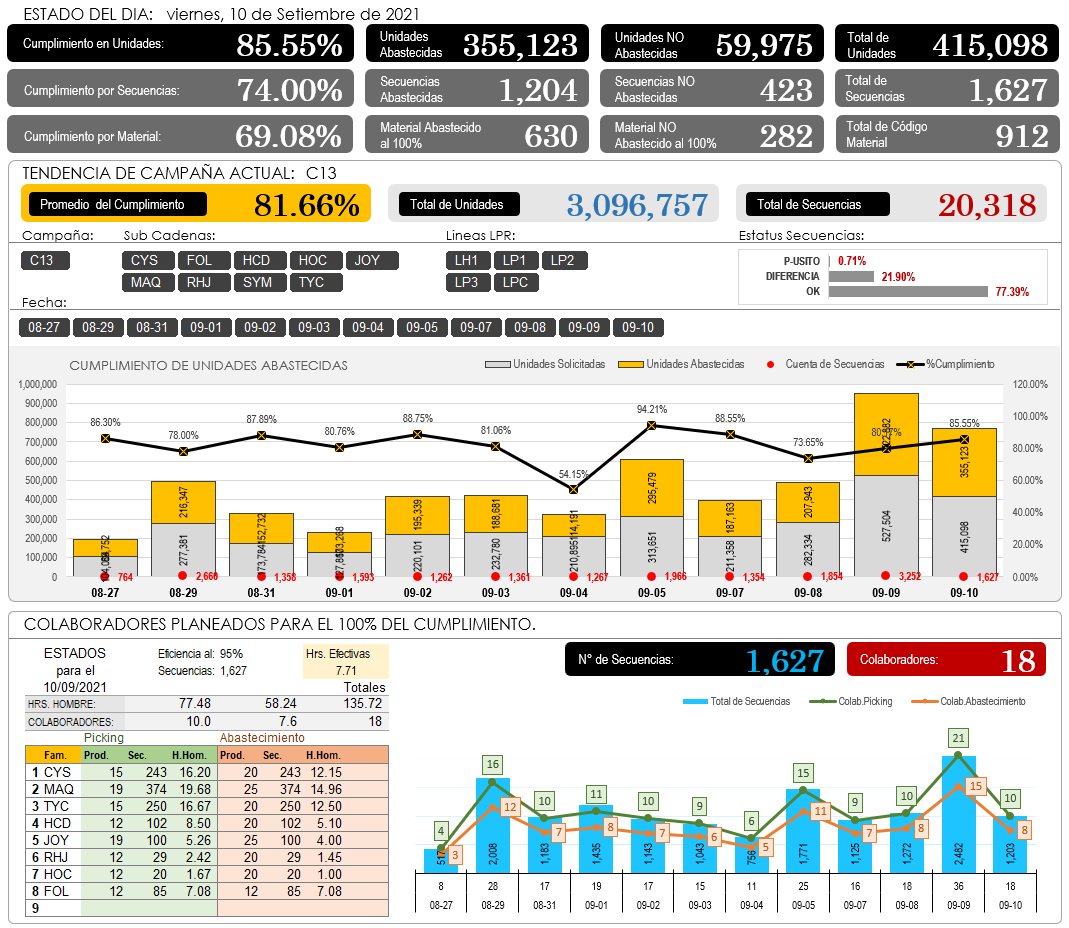 ESTADO DEL DIA: viernes, 10 de Setiembre de 2021
Cumplimiento en Unidades: 85.55%
Unidades Abastecidas 355,123
Unidades NO Abastecidas 59,975
Total de Unidades 415,098
Cumplimiento por Secuencias: 74.00%
Secuencias Abastecidas 1,204
Secuencias NO Abastecidas 423
Total de Secuencias 1,627
Cumplimiento por Material: 69.08%
Material Abastecido al 100% 630
Material NO Abastecido al 100% 282
Total de Código Material 912
TENDENCIA DE CAMPAÑA ACTUAL: C13
Promedio del Cumplimiento 81.66%
Total de Unidades 3,096,757
Total de Secuencias 20,318
Campaña: Sub Cadenas: Lineas LPR: Estatus Secuencias:
C13 CYS FOL HCD HOC JOY LH1 LP1 LP2
MAQ RHJ SYM TYC LP3 LPC
P-USITO 0.71%
DIFERENCIA 21.90%
OK 77.39%
Fecha:
08-27 08-29 08-31 09-01 09-02 09-03 09-04 09-05 09-07 09-08 09-09 09-10
CUMPLIMIENTO DE UNIDADES ABASTECIDAS
Unidades Solicitadas Unidades Abastecidas Cuenta de Secuencias %Cumplimiento
1,000,000 900,000 800,000 700,000 600,000 500,000 400,000 300,000 200,000 100,000 0
120.00% 100.00% 80.00% 60.00% 40.00% 20.00% 0.00%
86.30% 78.00% 87.89% 80.76% 88.75% 81.06% 54.15% 94.21% 88.55% 73.65% 85.55%
216,347 152,732 195,339 188,681 114,191 295,479 187,163 207,943 355,123
277,381 173,784 220,101 232,780 210,895 313,651 211,358 282,334 527,504 415,098
764 2,660 1,358 1,593 1,262 1,361 1,267 1,966 1,354 1,854 3,252 1,627
08-27 08-29 08-31 09-01 09-02 09-03 09-04 09-05 09-07 09-08 09-09 09-10
COLABORADORES PLANEADOS PARA EL 100% DEL CUMPLIMIENTO.
ESTADOS para el 10/09/2021
Eficiencia al: 95%
Secuencias: 1,627
Hrs. Efectivas
7.71
Totales
HRS. HOMBRE: 77.48 58.24 135.72
COLABORADORES: 10.0 7.6 18
Picking Abastecimiento
Fam. Prod. Sec. H.Hom. Prod. Sec. H.Hom.
1 CYS 15 243 16.20 20 243 12.15
2 MAQ 19 374 19.68 25 374 14.96
3 TYC 15 250 16.67 20 250 12.50
4 HCD 12 102 8.50 20 102 5.10
5 JOY 19 100 5.26 25 100 4.00
6 RHJ 12 29 2.42 20 29 1.45
7 HOC 12 20 1.67 20 20 1.00
8 FOL 12 85 7.08 12 85 7.08
9
N° de Secuencias: 1,627
Colaboradores: 18
Total de Secuencias Colab.Picking Colab.Abastecimiento
4 16 10 11 10 9 6 15 9 10 21 10
3 12 7 8 7 6 5 11 7 8 15 8
2,008 1,183 1,435 1,143 1,043 756 1,771 1,125 1,272 2,482 1,203
8 28 17 19 17 15 11 25 16 18 36 18
08-27 08-29 08-31 09-01 09-02 09-03 09-04 09-05 09-07 09-08 09-09 09-10